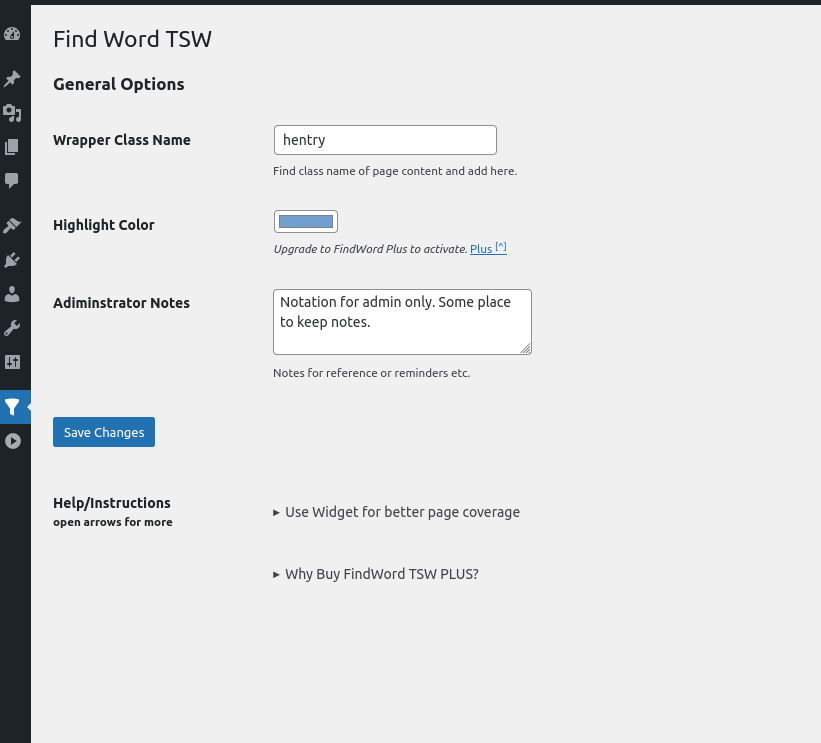 Find Word TSW
General Options
Wrapper Class Name
hentry
Find class name of page content and add here.
Highlight Color
Upgrade to FindWord Plus to activate. Plus [^]
Adiminstrator Notes
Notation for admin only. Some place
to keep notes.
Notes for reference or reminders etc.
Save Changes
Help/Instructions
open arrows for more
▸ Use Widget for better page coverage
▸ Why Buy FindWord TSW PLUS?